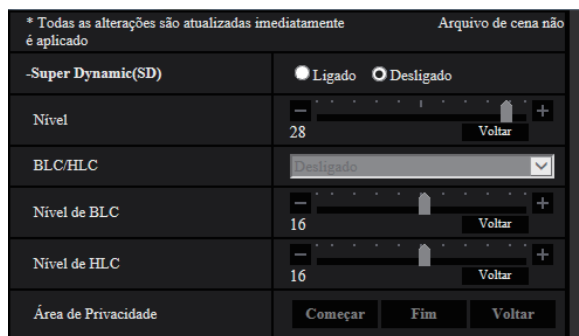 * Todas as alterações são atualizadas imediatamente Arquivo de cena não
é aplicado
-Super Dynamic(SD) Ligado Desligado
Nível
28 Voltar
BLC/HLC Desligado
Nível de BLC
16 Voltar
Nível de HLC
16 Voltar
Área de Privacidade Começar Fim Voltar